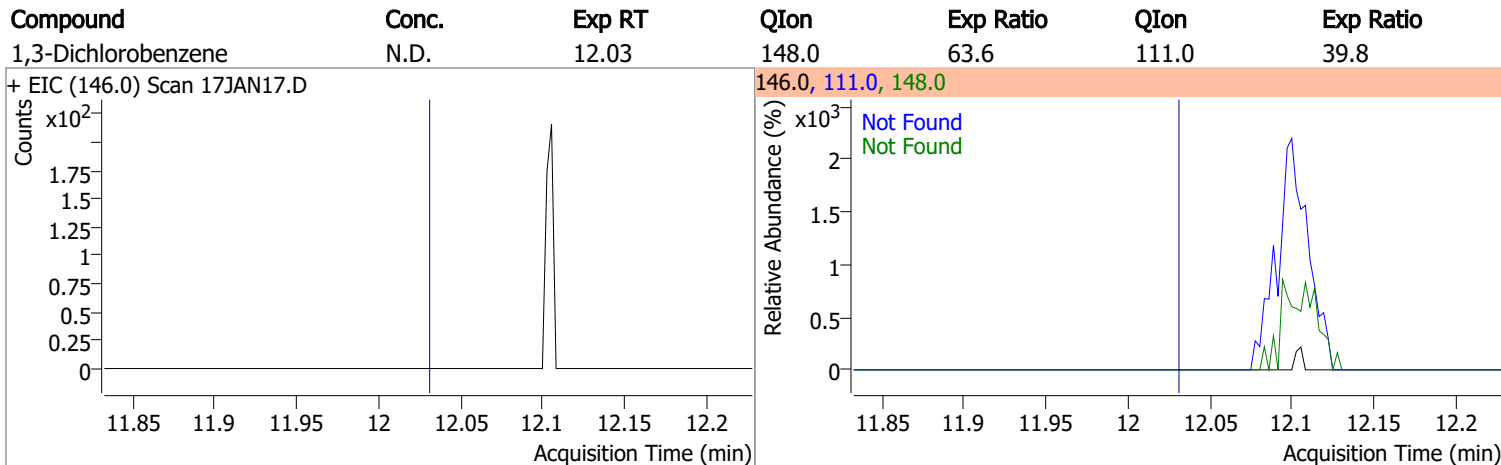 Compound Conc. Exp RT QIon Exp Ratio QIon Exp Ratio
1,3-Dichlorobenzene N.D. 12.03 148.0 63.6 111.0 39.8
+ EIC (146.0) Scan 17JAN17.D
Counts
x10²
1.75
1.5
1.25
1
0.75
0.5
0.25
0
11.85 11.9 11.95 12 12.05 12.1 12.15 12.2
Acquisition Time (min)
146.0, 111.0, 148.0
Relative Abundance (%)
x10³
Not Found
Not Found
2
1.5
1
0.5
0
11.85 11.9 11.95 12 12.05 12.1 12.15 12.2
Acquisition Time (min)